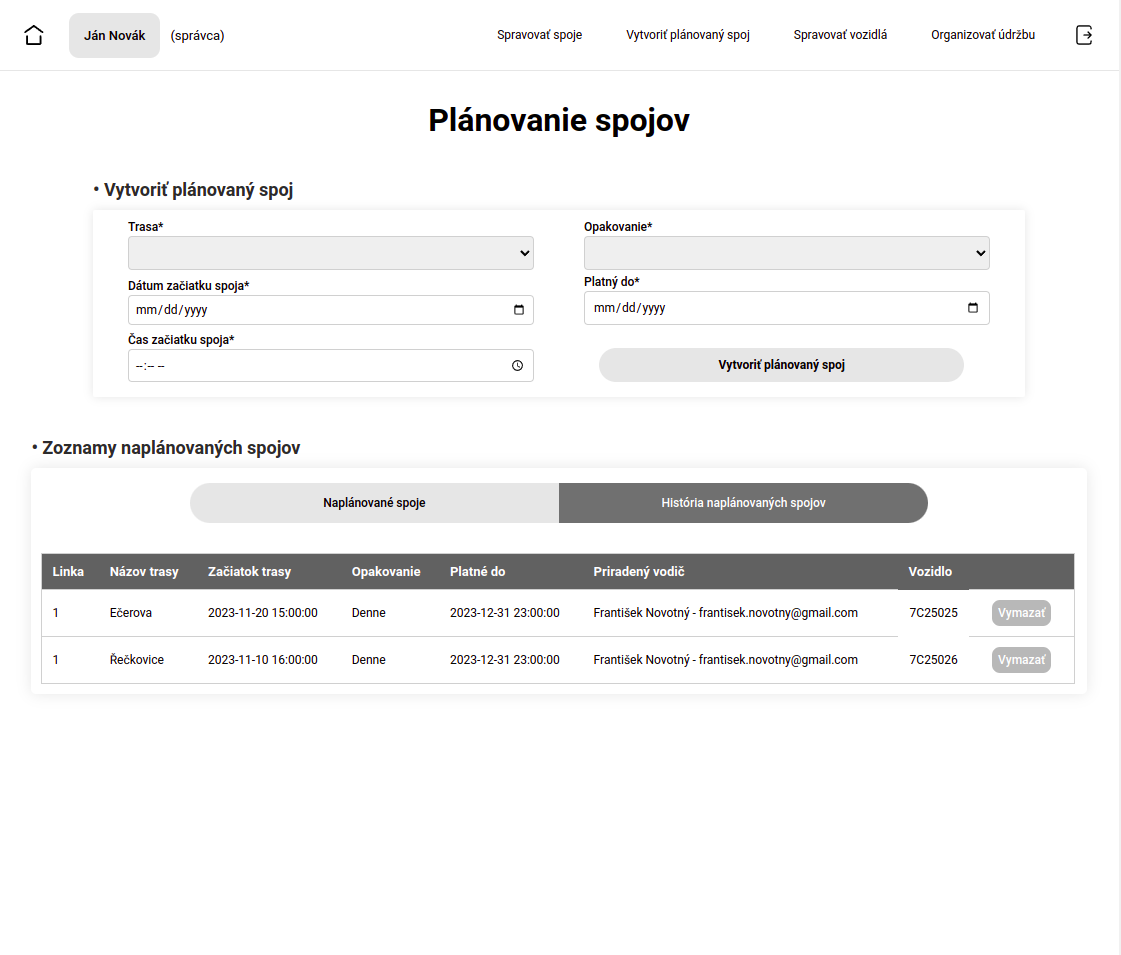 Ján Novák (správca) Spravovať spoje Vytvoriť plánovaný spoj Spravovať vozidlá Organizovať údržbu
Plánovanie spojov
• Vytvoriť plánovaný spoj
Trasa* Opakovanie*
Dátum začiatku spoja* Platný do*
mm/dd/yyyy mm/dd/yyyy
Čas začiatku spoja*
--:-- -- Vytvoriť plánovaný spoj
• Zoznamy naplánovaných spojov
Naplánované spoje História naplánovaných spojov
Linka Názov trasy Začiatok trasy Opakovanie Platné do Priradený vodič Vozidlo
1 Ečerova 2023-11-20 15:00:00 Denne 2023-12-31 23:00:00 František Novotný - frantisek.novotny@gmail.com 7C25025 Vymazať
1 Řečkovice 2023-11-10 16:00:00 Denne 2023-12-31 23:00:00 František Novotný - frantisek.novotny@gmail.com 7C25026 Vymazať